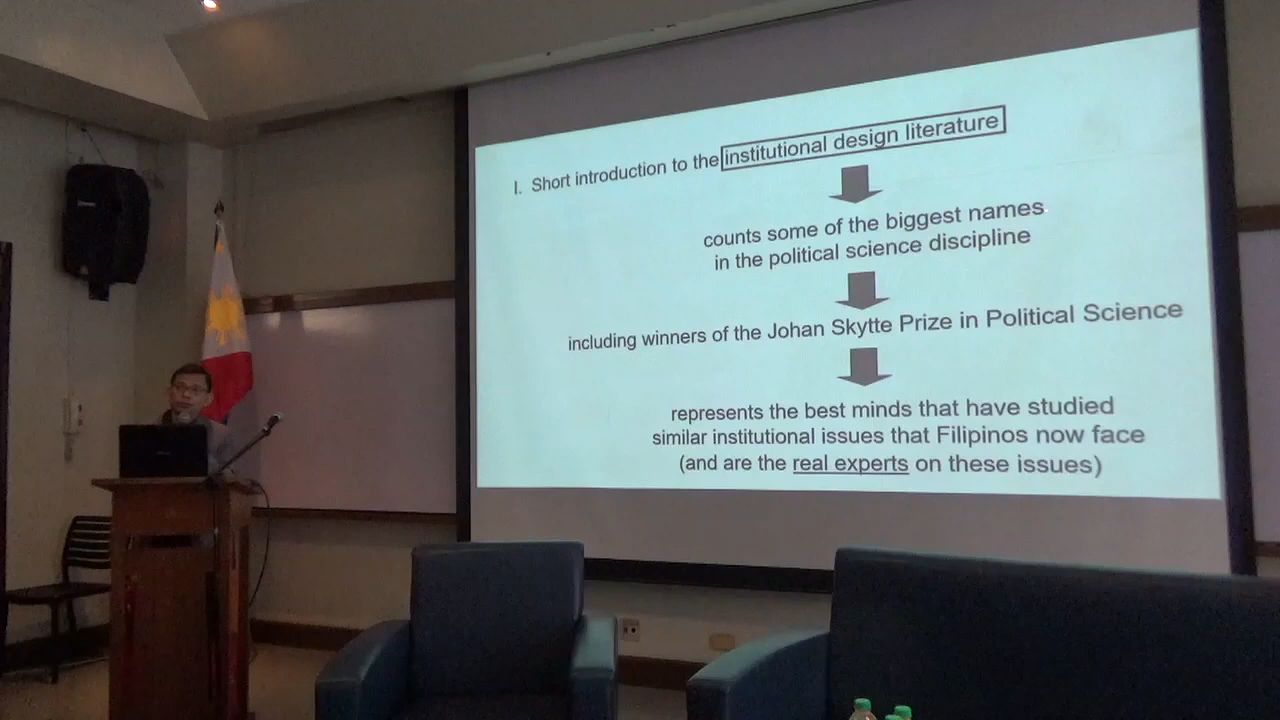 I. Short introduction to the institutional design literature
counts some of the biggest names
in the political science discipline
including winners of the Johan Skytte Prize in Political Science
represents the best minds that have studied
similar institutional issues that Filipinos now face
(and are the real experts on these issues)